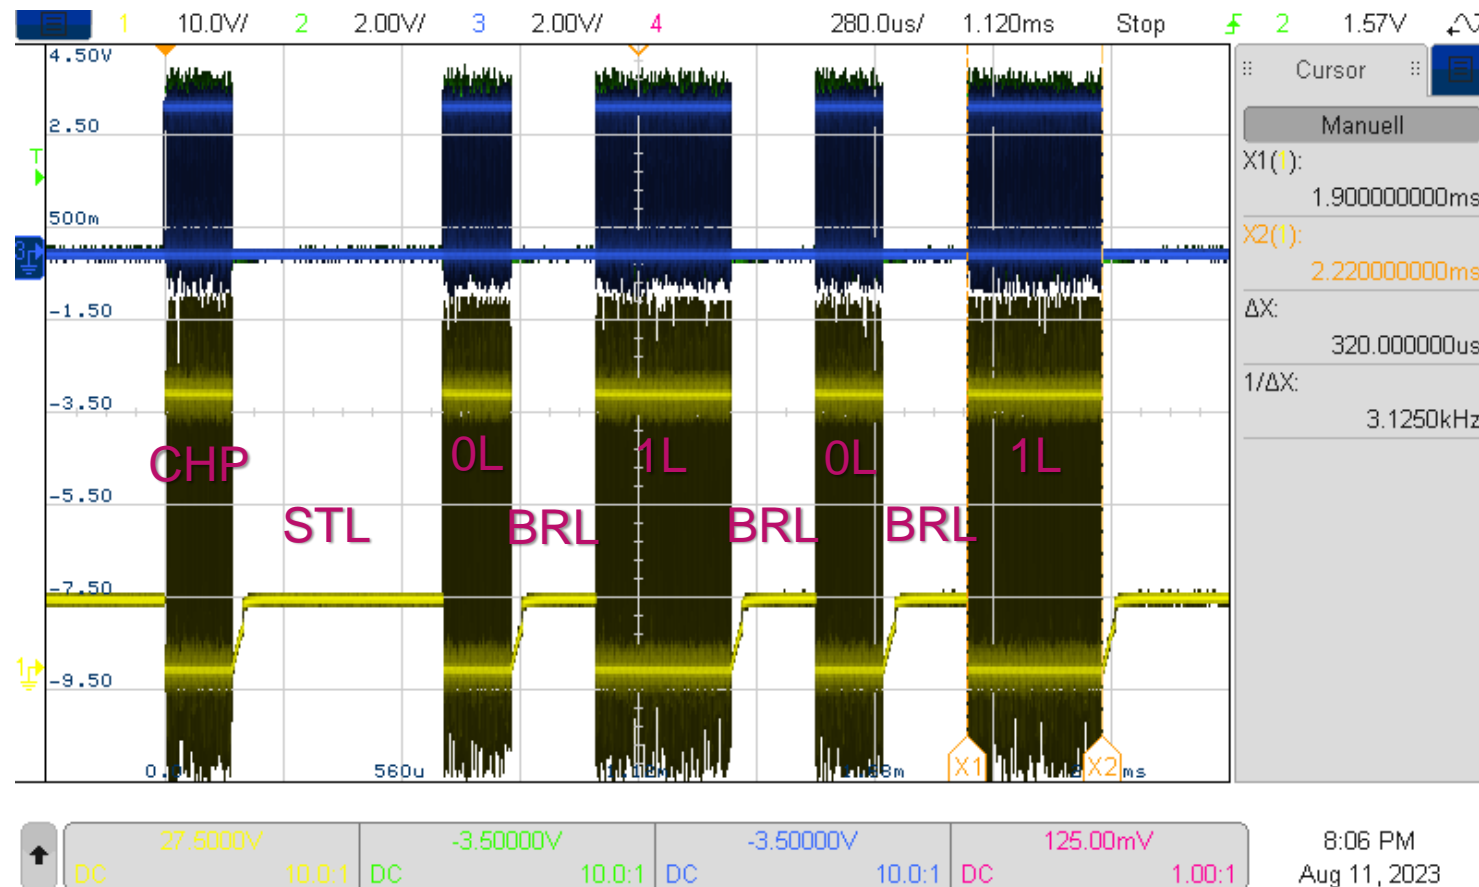 1 10.0V/ 2 2.00V/ 3 2.00V/ 4 280.0us/ 1.120ms Stop 2 1.57V
4.50V
2.50
T
500m
3
-1.50
-3.50
-5.50
-7.50
1
-9.50
CHP 0L 1L 0L 1L
STL BRL BRL BRL
0.0 560u
X1 X2
Cursor
Manuell
X1(1):
1.900000000ms
X2(1):
2.220000000ms
ΔX:
320.000000us
1/ΔX:
3.1250kHz
27.5000V -3.50000V -3.50000V 125.00mV
DC 10.0:1 DC 10.0:1 DC 10.0:1 DC 1.00:1
8:06 PM
Aug 11, 2023